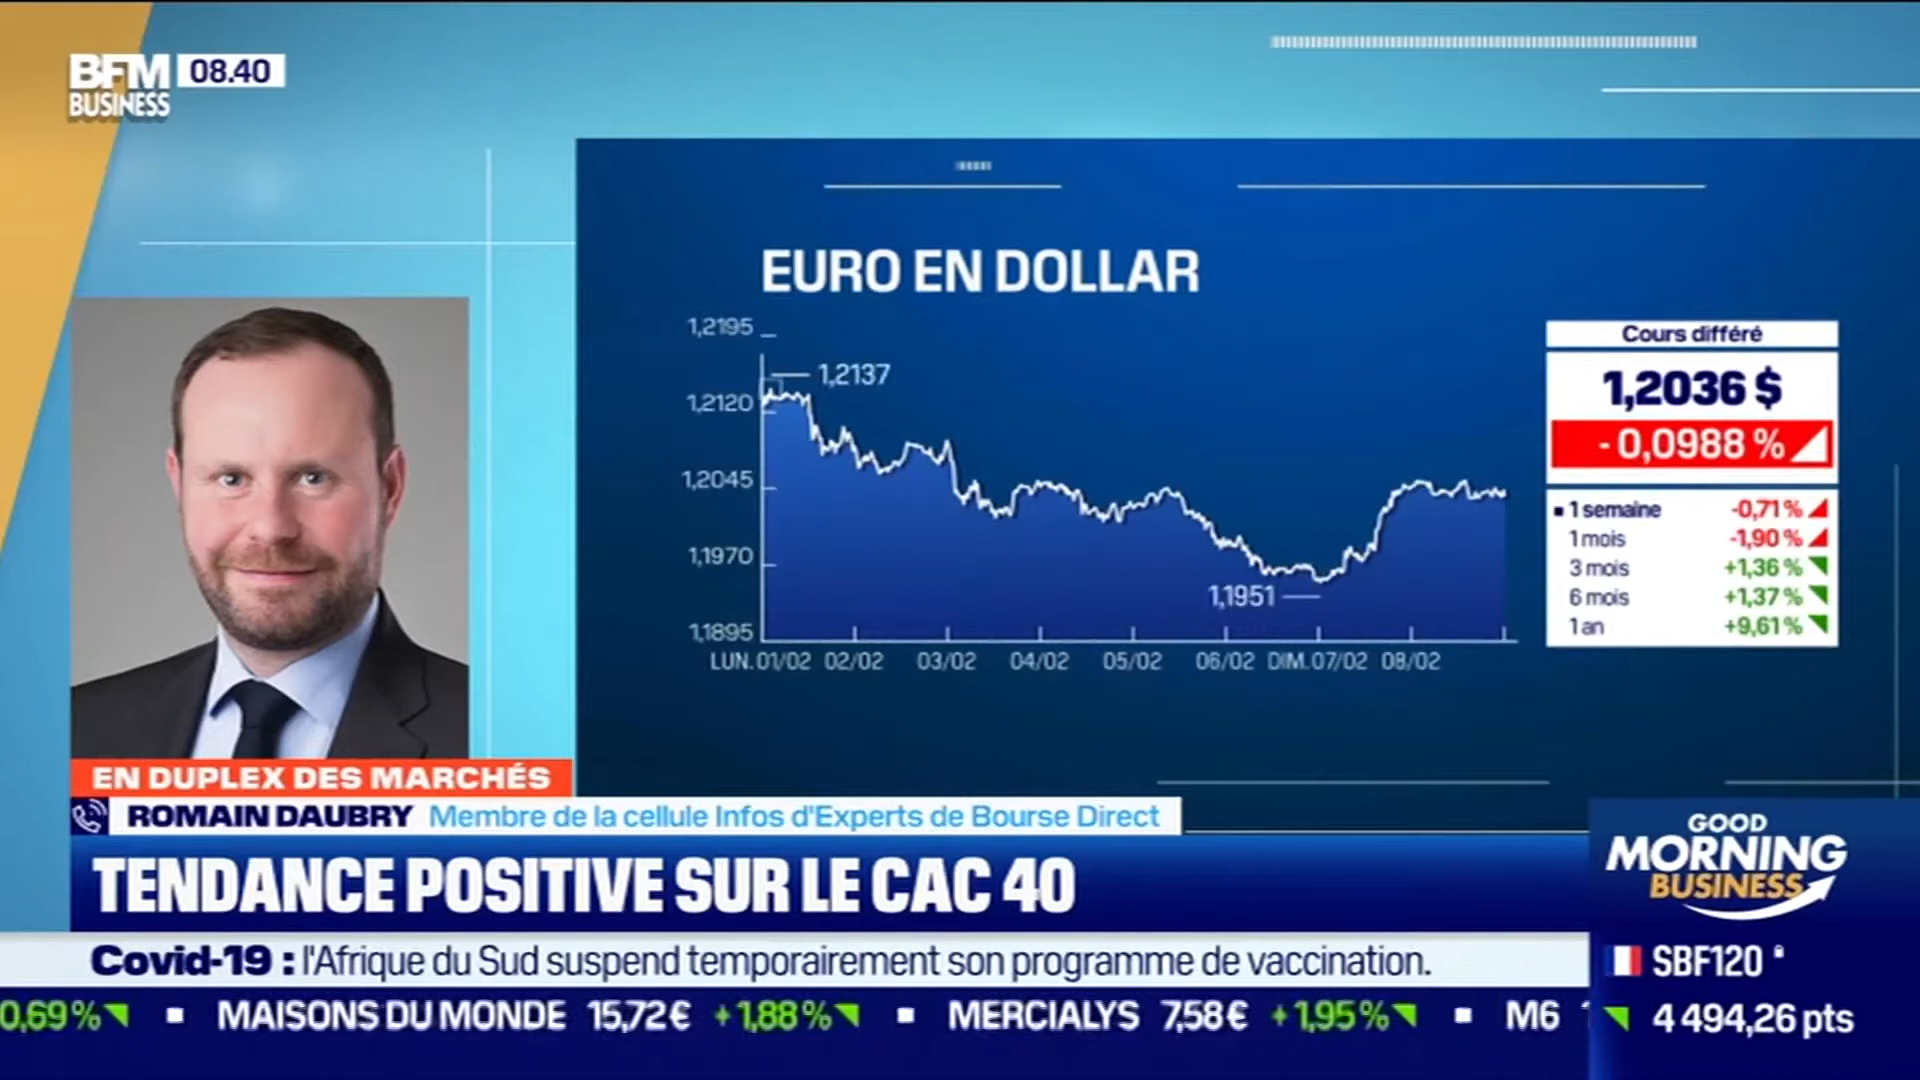 BFM
BUSINESS
08.40
EURO EN DOLLAR
1,2195
1,2137
1,2120
1,2045
1,1970
1,1951
1,1895
LUN.01/02 02/02 03/02 04/02 05/02 06/02 DIM.07/02 08/02
Cours différé
1,2036 $
- 0,0988 %
1 semaine -0,71 %
1 mois -1,90 %
3 mois +1,36 %
6 mois +1,37 %
1 an +9,61 %
EN DUPLEX DES MARCHÉS
ROMAIN DAUBRY Membre de la cellule Infos d'Experts de Bourse Direct
TENDANCE POSITIVE SUR LE CAC 40
GOOD
MORNING
BUSINESS
Covid-19 : l'Afrique du Sud suspend temporairement son programme de vaccination.
SBF120
0,69% MAISONS DU MONDE 15,72€ +1,88% MERCIALYS 7,58€ +1,95% M6
4 494,26 pts